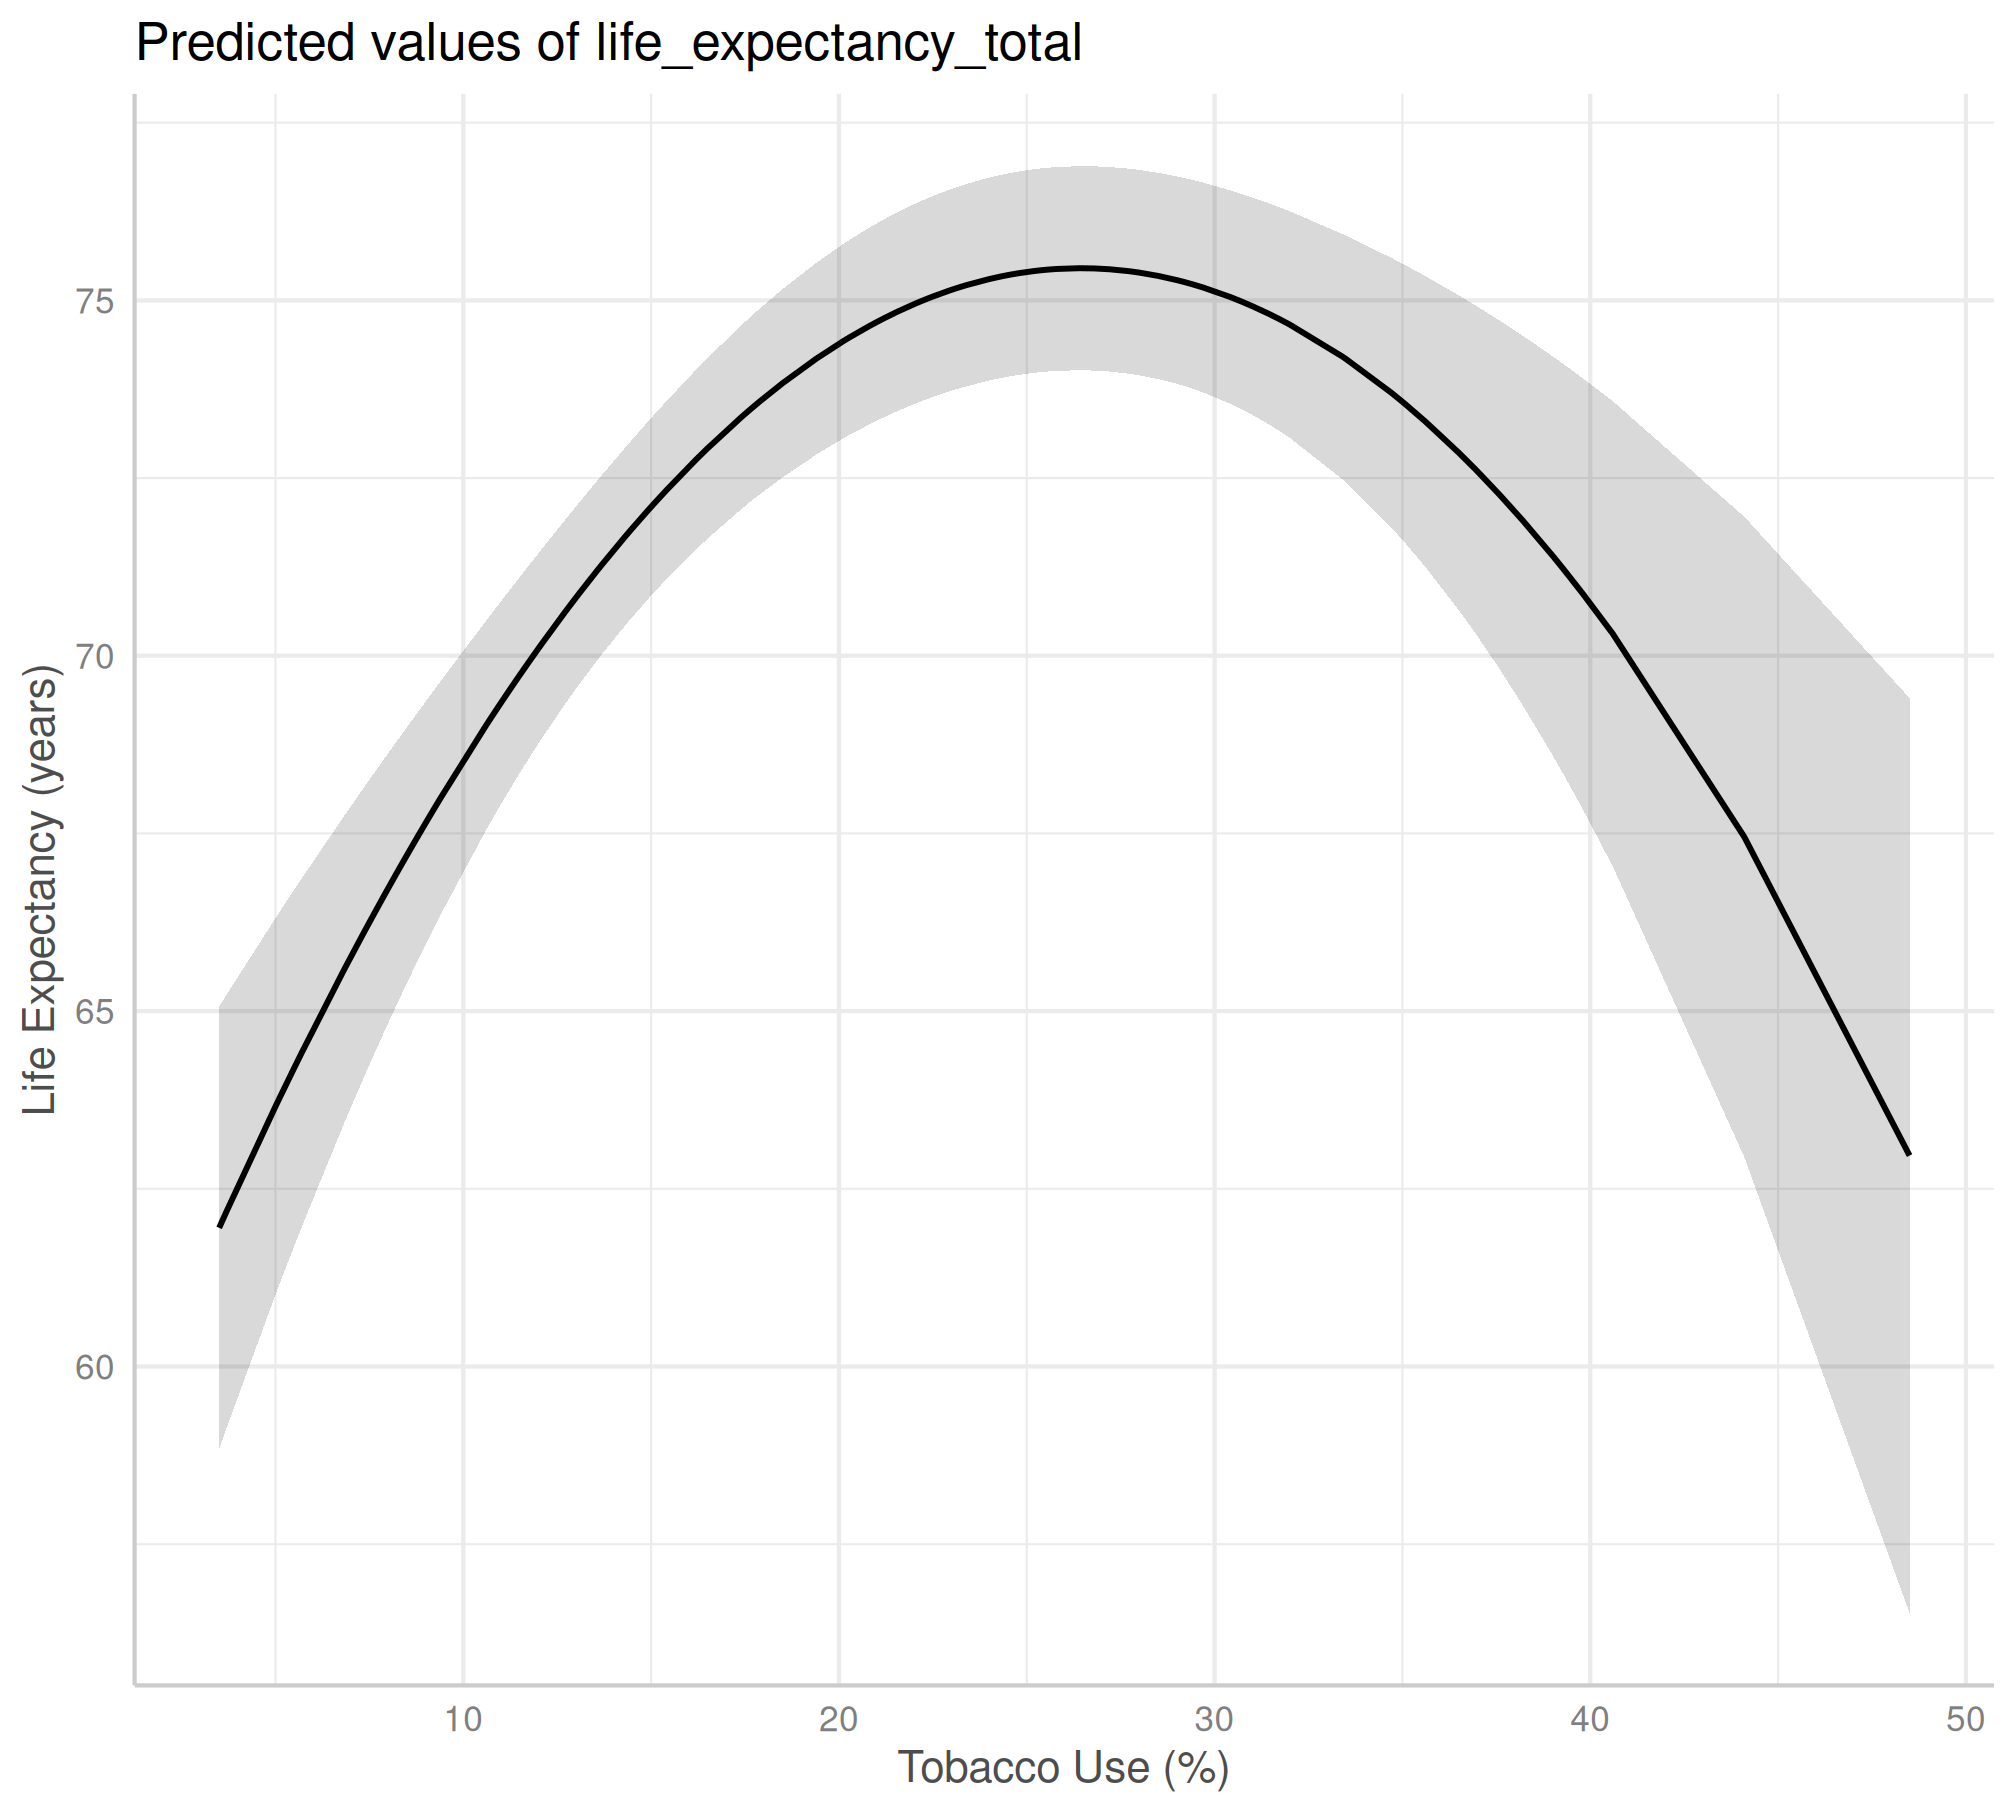 Predicted values of life_expectancy_total
Life Expectancy (years)
75
70
65
60
10 20 30 40 50
Tobacco Use (%)